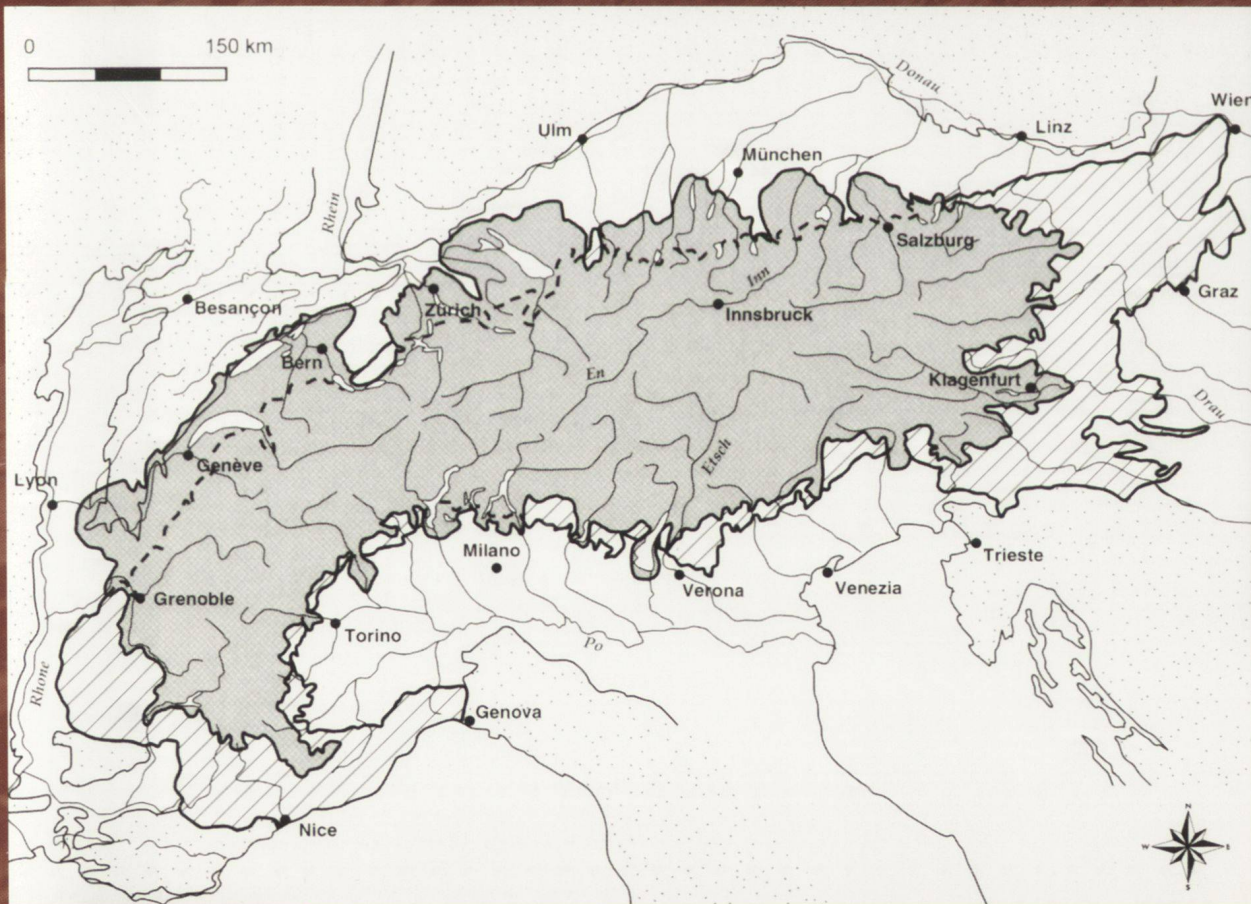 0 150 km
Donau
Wien
Ulm
Linz
München
Rhein
Salzburg
Inn
Besançon
Zürich
Innsbruck
Graz
Bern
En
Klagenfurt
Drau
Etsch
Genève
Lyon
Milano
Trieste
Grenoble
Verona
Venezia
Torino
Po
Rhone
Genova
Nice
N
W E
S